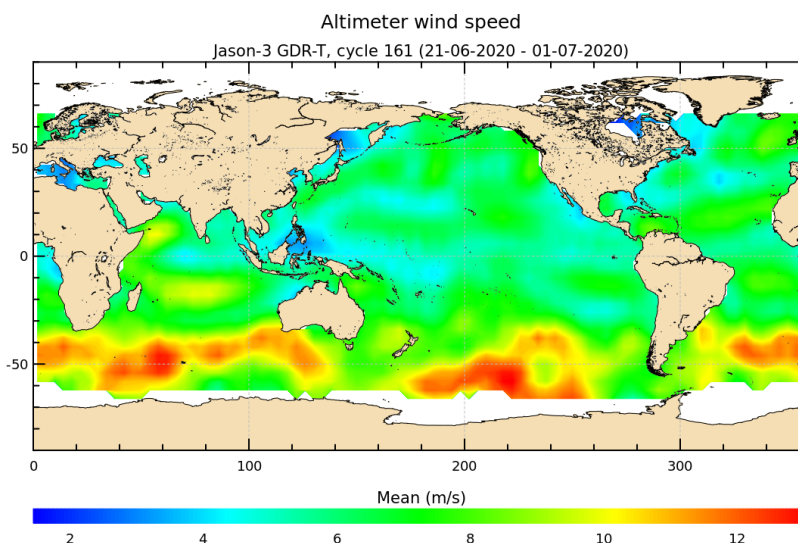 Altimeter wind speed
Jason-3 GDR-T, cycle 161 (21-06-2020 - 01-07-2020)
50
0
-50
0 100 200 300
Mean (m/s)
2 4 6 8 10 12